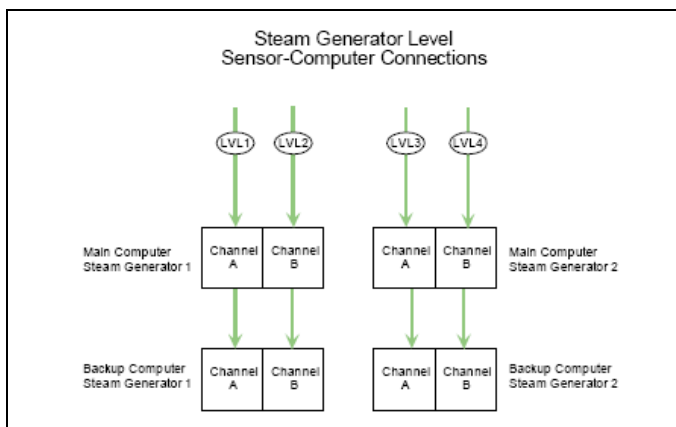 Steam Generator Level
Sensor-Computer Connections
LVL1
LVL2
LVL3
LVL4
Main Computer
Steam Generator 1
Channel
A
Channel
B
Channel
A
Channel
B
Main Computer
Steam Generator 2
Backup Computer
Steam Generator 1
Channel
A
Channel
B
Channel
A
Channel
B
Backup Computer
Steam Generator 2